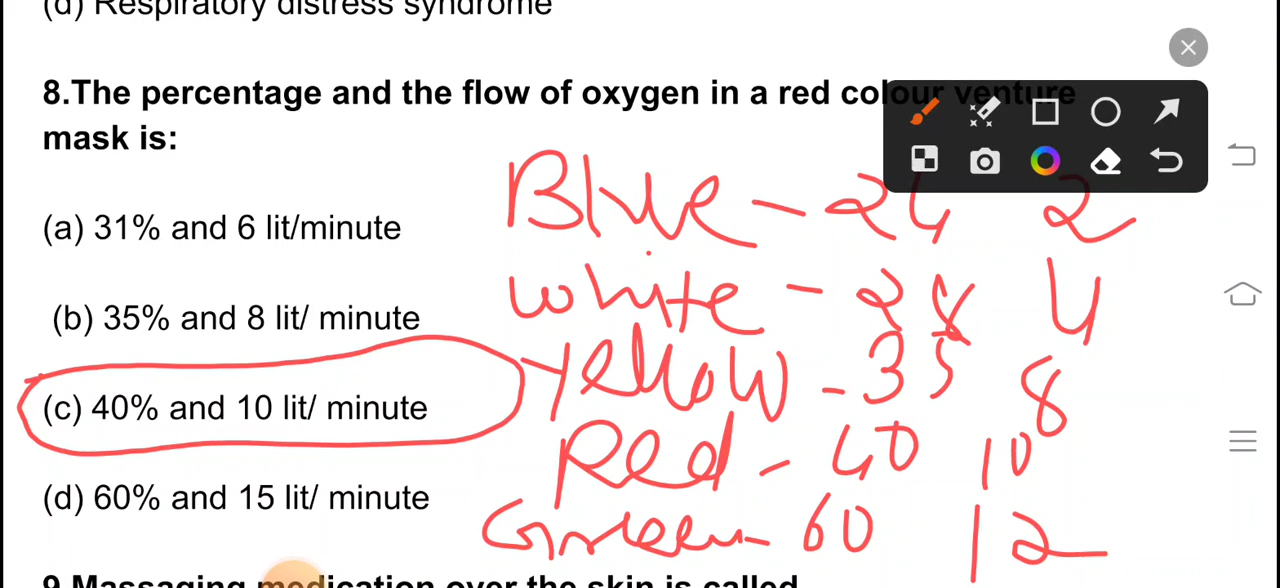 (d) Respiratory distress syndrome
8.The percentage and the flow of oxygen in a red colour venture
mask is:
(a) 31% and 6 lit/minute
(b) 35% and 8 lit/ minute
(c) 40% and 10 lit/ minute
(d) 60% and 15 lit/ minute
Blue - 24 2
white - 28 4
Yellow - 35 8
Red - 40 10
Green - 60 12
9.Massaging medication over the skin is called